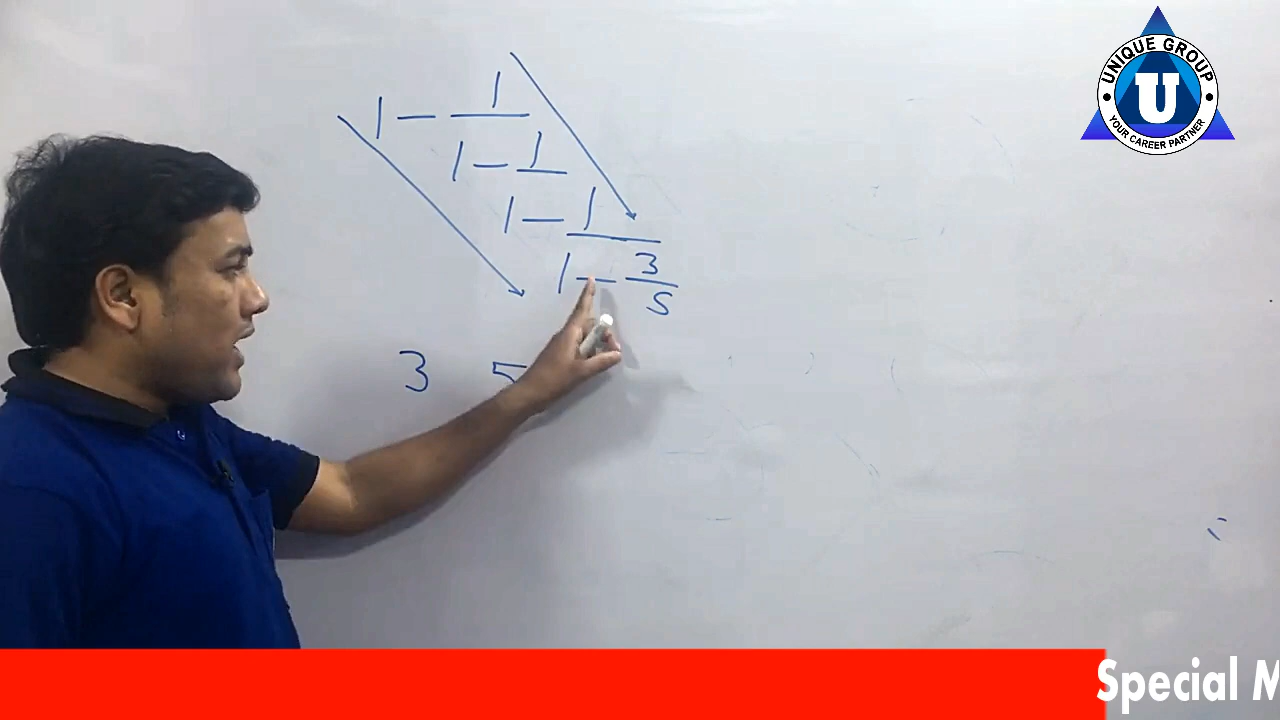 1 - 1
1 - 1
1 - 1
1 - 3
5
3 5
UNIQUE GROUP
U
YOUR CAREER PARTNER
Special M